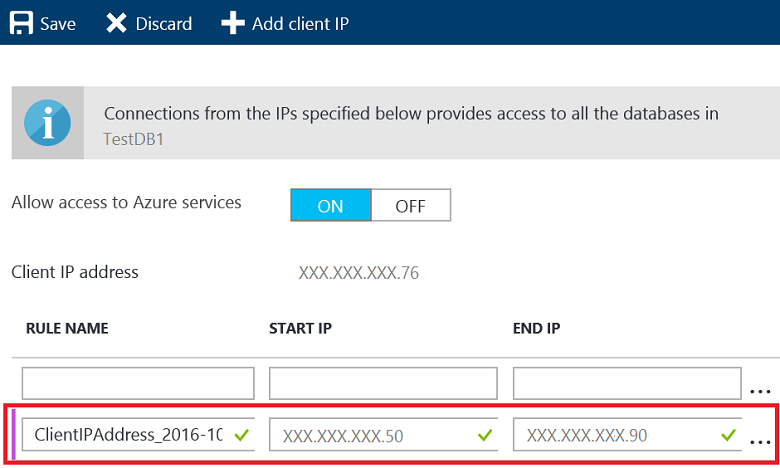 Save Discard Add client IP
Connections from the IPs specified below provides access to all the databases in
TestDB1
Allow access to Azure services ON OFF
Client IP address XXX.XXX.XXX.76
RULE NAME START IP END IP
...
ClientIPAddress_2016-10 XXX.XXX.XXX.50 XXX.XXX.XXX.90 ...